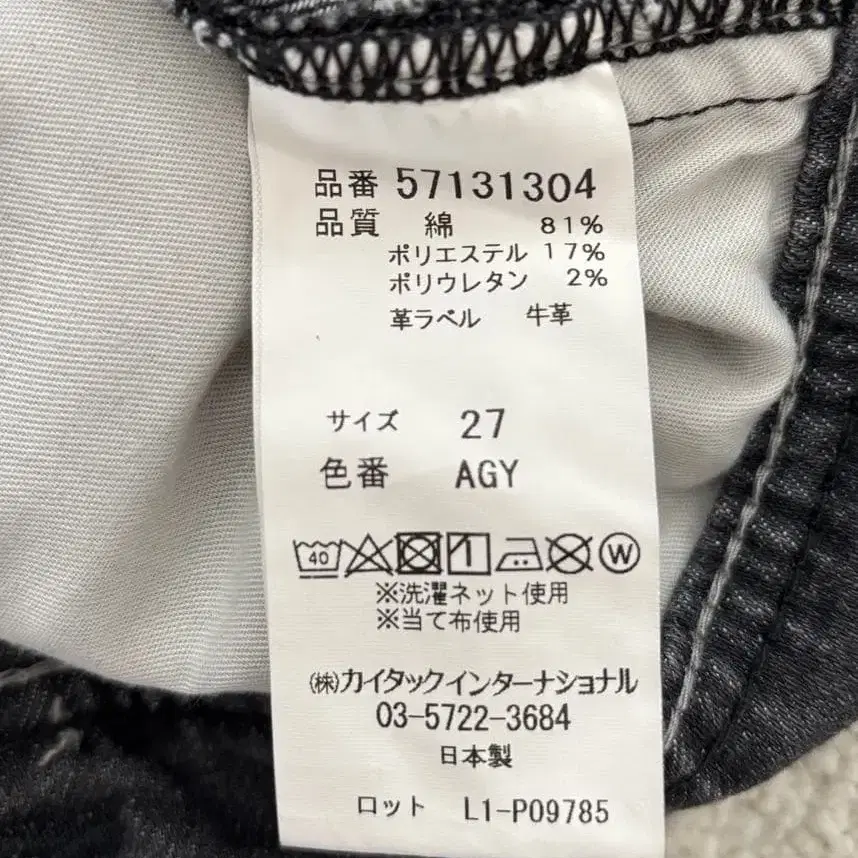 品番 57131304
品質 綿 81%
ポリエステル 17%
ポリウレタン 2%
革ラベル 牛革
サイズ 27
色番 AGY
40 W
※洗濯ネット使用
※当て布使用
㈱カイタックインターナショナル
03-5722-3684
日本製
ロット L1-P09785